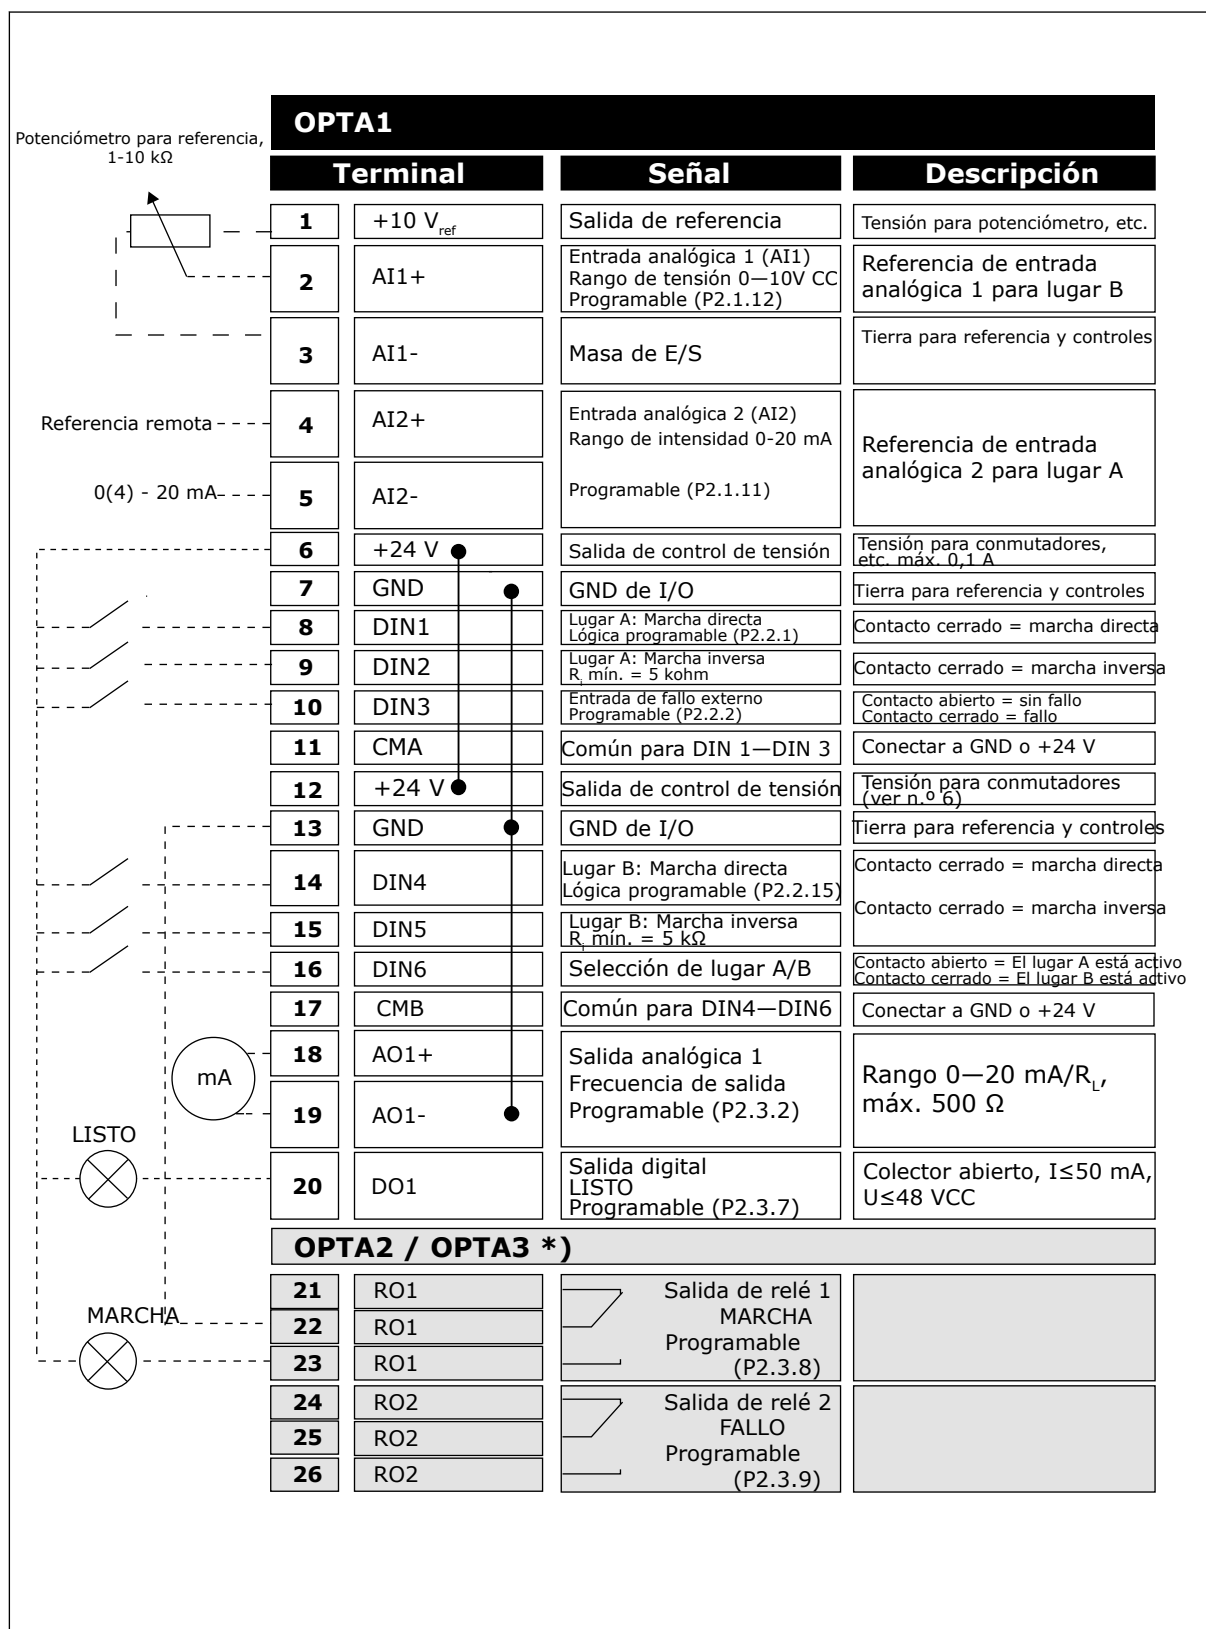 OPTA1
Potenciómetro para referencia,
1-10 kΩ
Terminal
Señal
Descripción
1
+10 Vref
Salida de referencia
Tensión para potenciómetro, etc.
2
AI1+
Entrada analógica 1 (AI1)
Rango de tensión 0—10V CC
Programable (P2.1.12)
Referencia de entrada
analógica 1 para lugar B
3
AI1-
Masa de E/S
Tierra para referencia y controles
Referencia remota
4
AI2+
Entrada analógica 2 (AI2)
Rango de intensidad 0-20 mA
Programable (P2.1.11)
Referencia de entrada
analógica 2 para lugar A
0(4) - 20 mA
5
AI2-
6
+24 V
Salida de control de tensión
Tensión para conmutadores,
etc. máx. 0,1 A
7
GND
GND de I/O
Tierra para referencia y controles
8
DIN1
Lugar A: Marcha directa
Lógica programable (P2.2.1)
Contacto cerrado = marcha directa
9
DIN2
Lugar A: Marcha inversa
Ri mín. = 5 kohm
Contacto cerrado = marcha inversa
10
DIN3
Entrada de fallo externo
Programable (P2.2.2)
Contacto abierto = sin fallo
Contacto cerrado = fallo
11
CMA
Común para DIN 1—DIN 3
Conectar a GND o +24 V
12
+24 V
Salida de control de tensión
Tensión para conmutadores
(ver n.º 6)
13
GND
GND de I/O
Tierra para referencia y controles
14
DIN4
Lugar B: Marcha directa
Lógica programable (P2.2.15)
Contacto cerrado = marcha directa
15
DIN5
Lugar B: Marcha inversa
Ri mín. = 5 kΩ
Contacto cerrado = marcha inversa
16
DIN6
Selección de lugar A/B
Contacto abierto = El lugar A está activo
Contacto cerrado = El lugar B está activo
17
CMB
Común para DIN4—DIN6
Conectar a GND o +24 V
mA
18
AO1+
Salida analógica 1
Frecuencia de salida
Programable (P2.3.2)
Rango 0—20 mA/RL,
máx. 500 Ω
19
AO1-
LISTO
20
DO1
Salida digital
LISTO
Programable (P2.3.7)
Colector abierto, I≤50 mA,
U≤48 VCC
OPTA2 / OPTA3 *)
21
RO1
Salida de relé 1
MARCHA
Programable
(P2.3.8)
MARCHA
22
RO1
23
RO1
24
RO2
Salida de relé 2
FALLO
Programable
(P2.3.9)
25
RO2
26
RO2